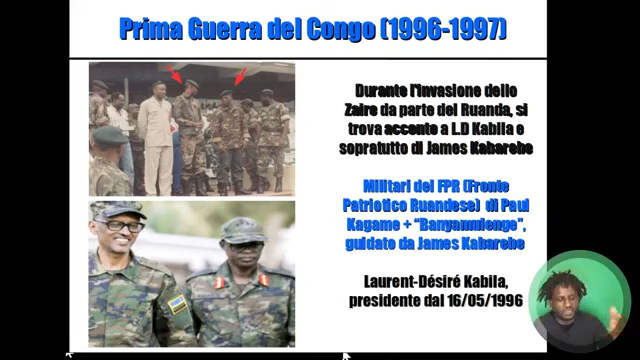 Prima Guerra del Congo (1996-1997)
Durante l'invasione dello
Zaire da parte del Ruanda, si
trova accento a L.D Kabila e
sopratutto di James Kabarebe
Militari del FPR (Fronte
Patriotico Ruandese) di Paul
Kagame + “Banyamulenge”,
guidato da James Kabarebe
Laurent-Désiré Kabila,
presidente dal 16/05/1996